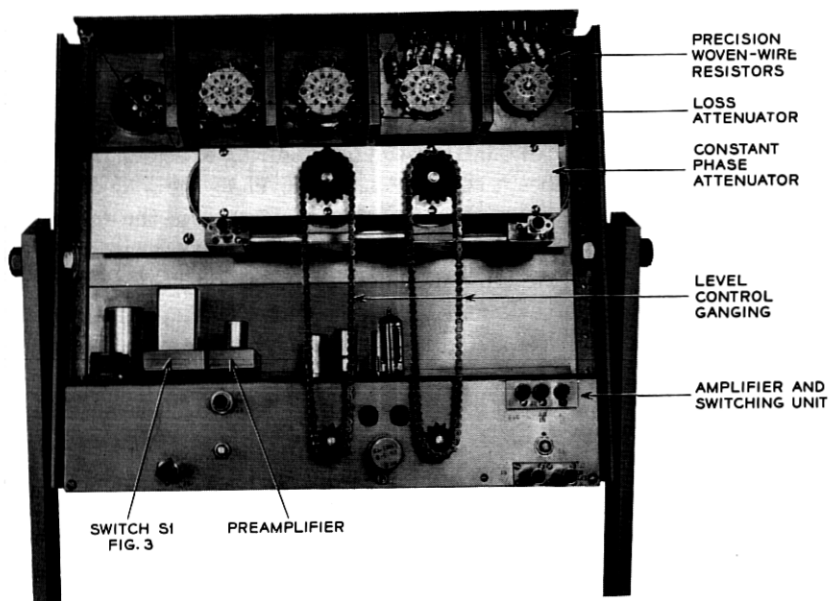 PRECISION
WOVEN-WIRE
RESISTORS
LOSS
ATTENUATOR
CONSTANT
PHASE
ATTENUATOR
LEVEL
CONTROL
GANGING
AMPLIFIER AND
SWITCHING UNIT
SWITCH S1
FIG. 3
PREAMPLIFIER